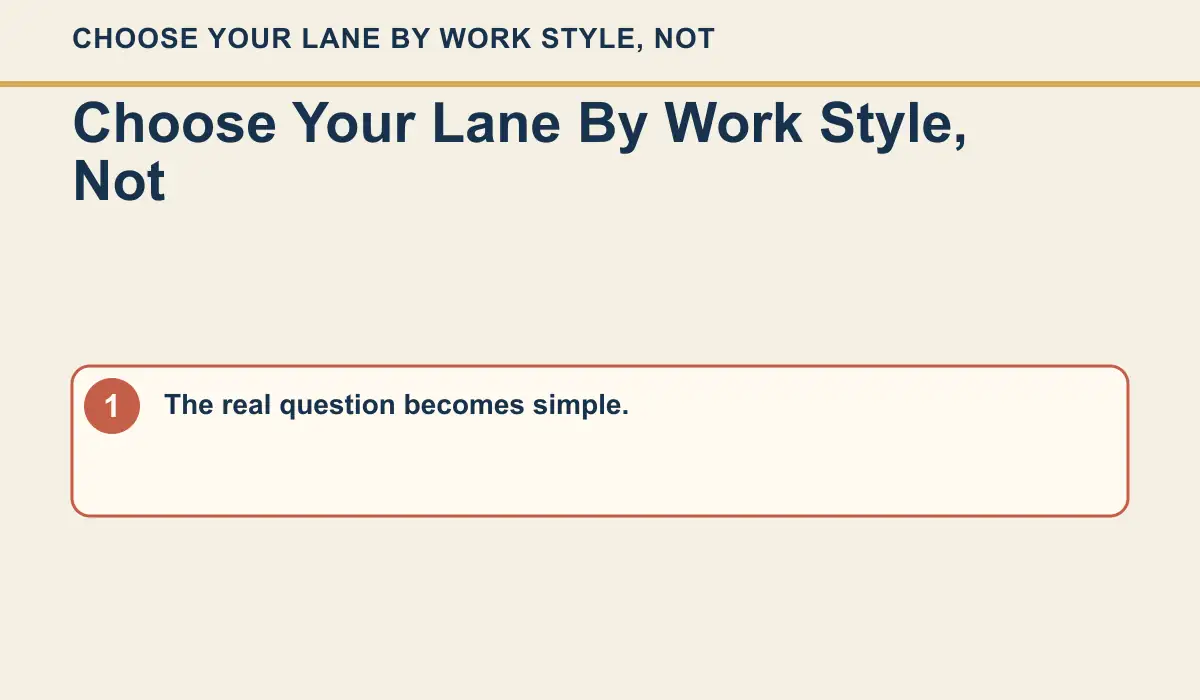 CHOOSE YOUR LANE BY WORK STYLE, NOT
Choose Your Lane By Work Style,
Not
1 The real question becomes simple.